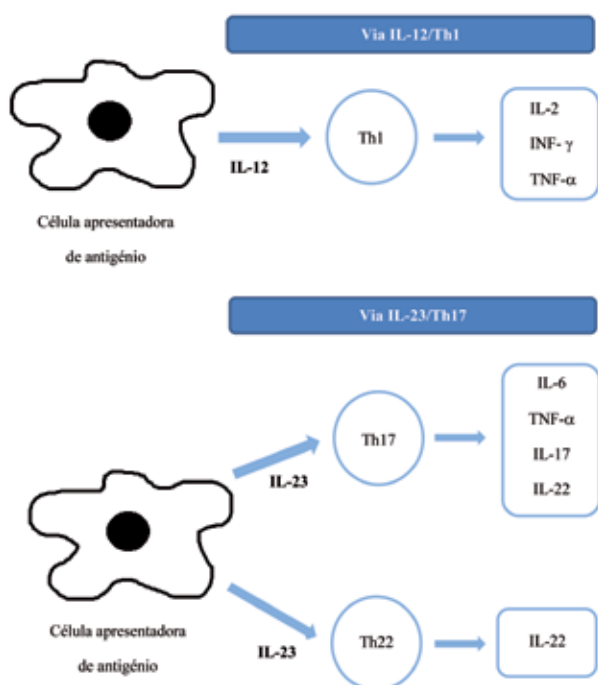 Via IL-12/Th1
IL-12
Th1
IL-2
INF- γ
TNF-α
Célula apresentadora
de antigénio
Via IL-23/Th17
IL-23
Th17
IL-6
TNF-α
IL-17
IL-22
Célula apresentadora
de antigénio
IL-23
Th22
IL-22